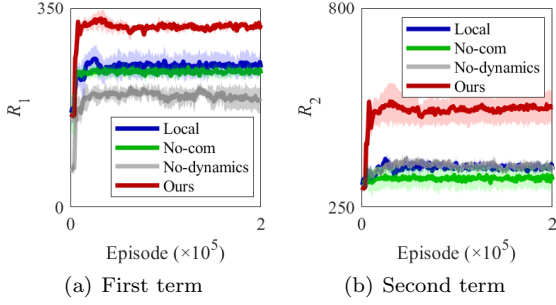 350
R1
0
0
2
Episode (×10^5)
Local
No-com
No-dynamics
Ours
(a) First term
800
R2
250
0
2
Episode (×10^5)
Local
No-com
No-dynamics
Ours
(b) Second term